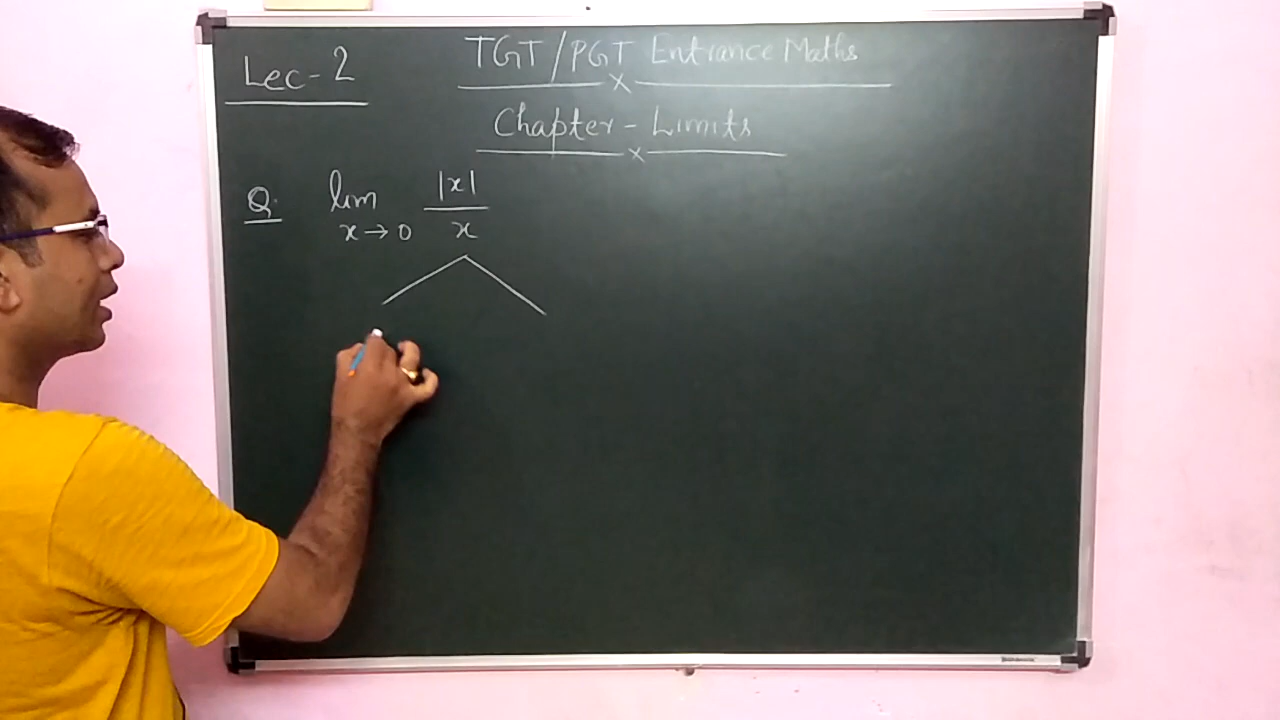 Lec-2
TGT/PGT Entrance Maths
Chapter - Limits
Q. lim |x|
x→0 x